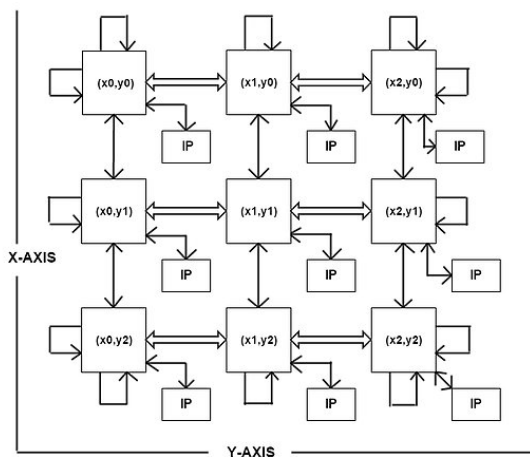 (x0,y0)
(x1,y0)
(x2,y0)
IP
IP
IP
(x0,y1)
(x1,y1)
(x2,y1)
X-AXIS
IP
IP
IP
(x0,y2)
(x1,y2)
(x2,y2)
IP
IP
IP
Y-AXIS